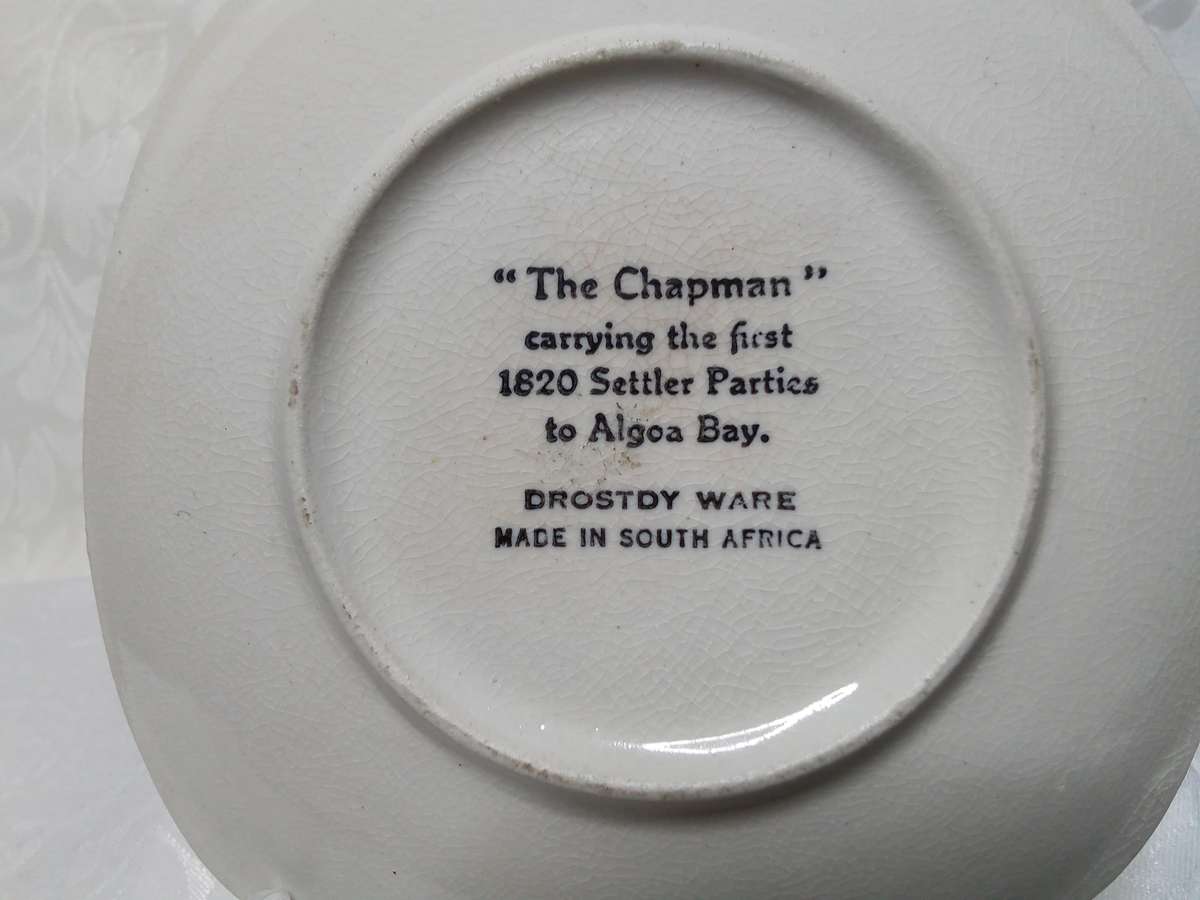 “The Chapman”
carrying the first
1820 Settler Parties
to Algoa Bay.
DROSTDY WARE
MADE IN SOUTH AFRICA